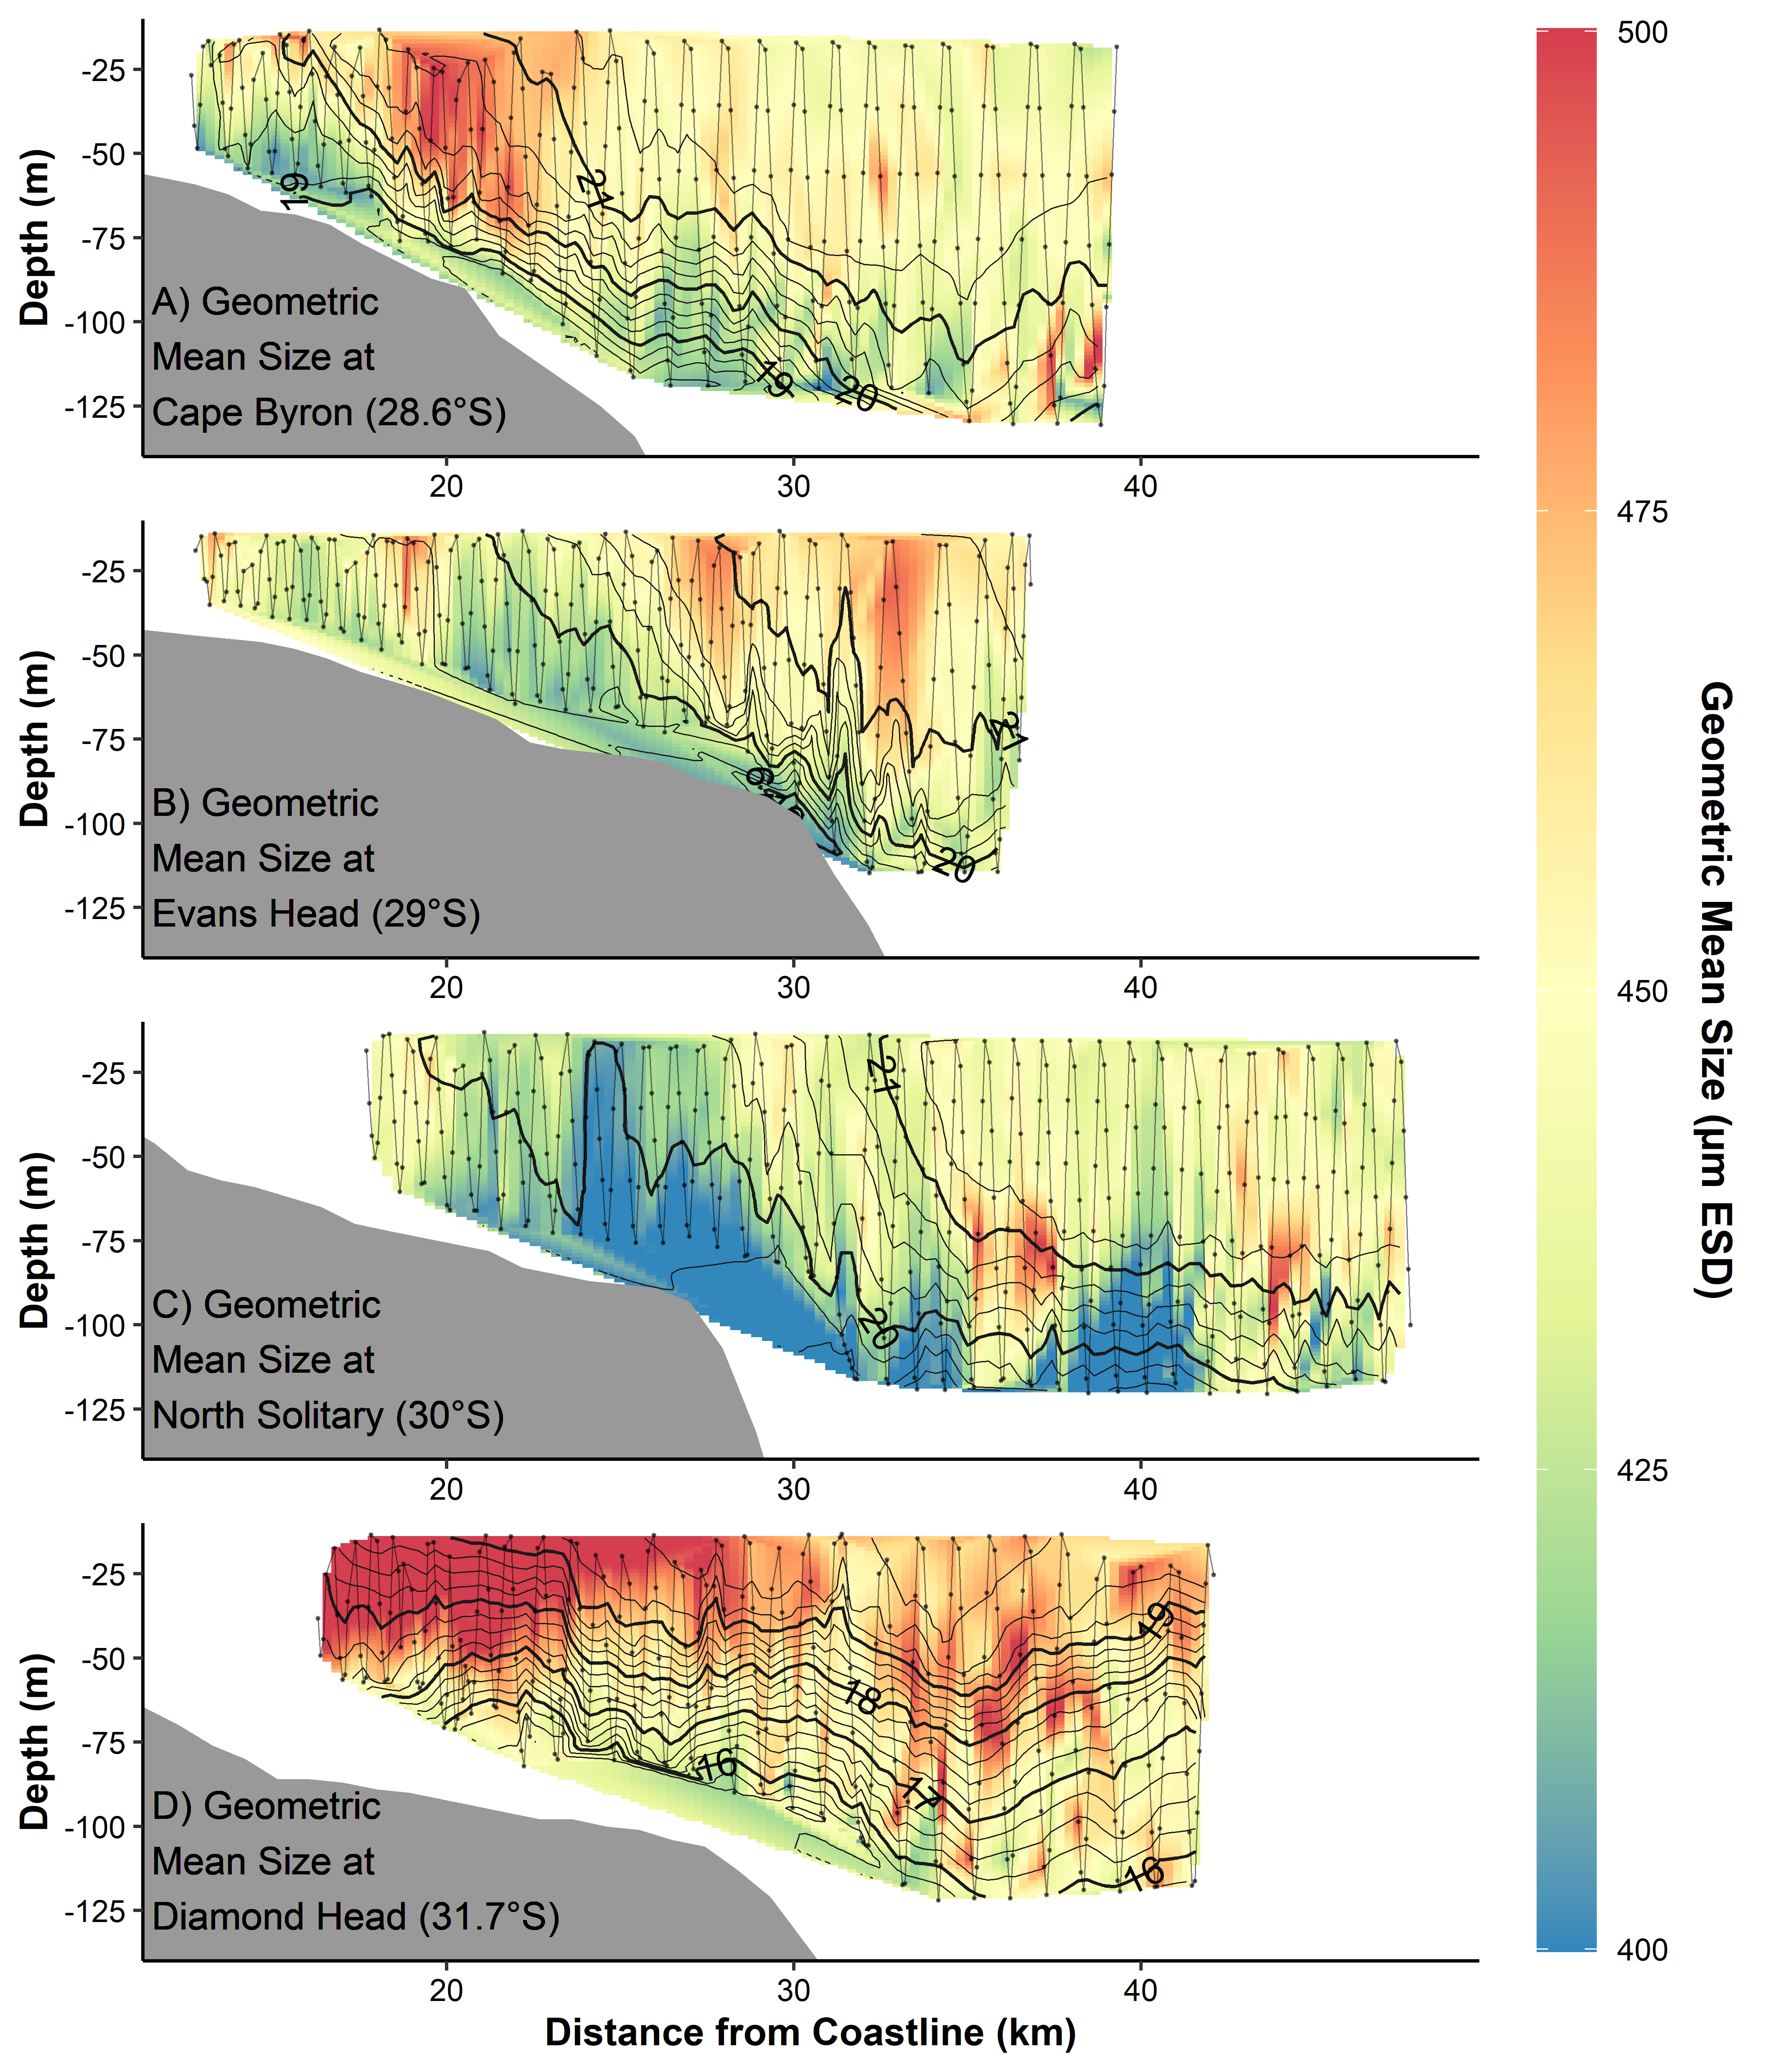 -25
-50
-75
-100
-125
Depth (m)
19
21
19
20
A) Geometric
Mean Size at
Cape Byron (28.6°S)
20
30
40
-25
-50
-75
-100
-125
Depth (m)
21
20
B) Geometric
Mean Size at
Evans Head (29°S)
20
30
40
-25
-50
-75
-100
-125
Depth (m)
21
20
C) Geometric
Mean Size at
North Solitary (30°S)
20
30
40
-25
-50
-75
-100
-125
Depth (m)
19
18
16
17
16
D) Geometric
Mean Size at
Diamond Head (31.7°S)
20
30
40
Distance from Coastline (km)
500
475
450
425
400
Geometric Mean Size (μm ESD)